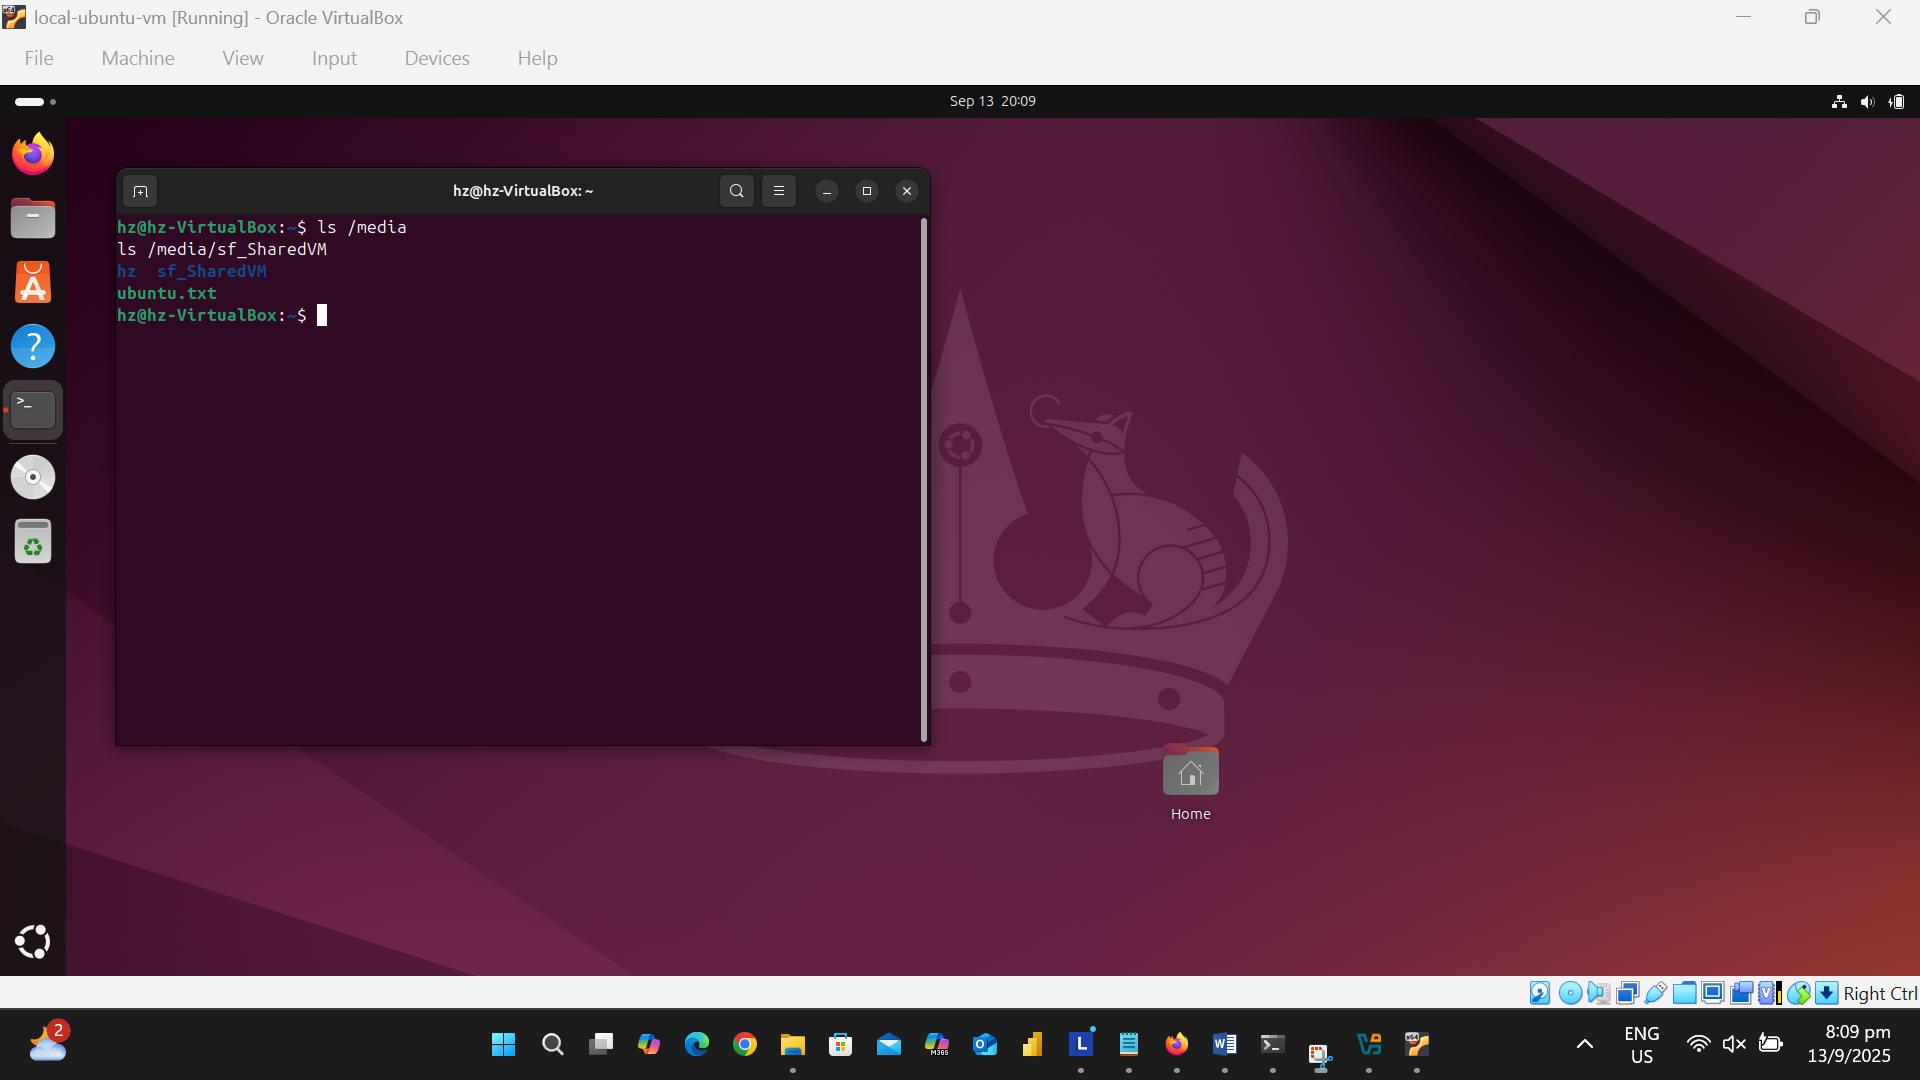 local-ubuntu-vm [Running] - Oracle VirtualBox
File Machine View Input Devices Help
Sep 13 20:09
hz@hz-VirtualBox: ~
hz@hz-VirtualBox:~$ ls /media
ls /media/sf_SharedVM
hz sf_SharedVM
ubuntu.txt
hz@hz-VirtualBox:~$
Home
Right Ctrl
2
M365
ENG
US
8:09 pm
13/9/2025